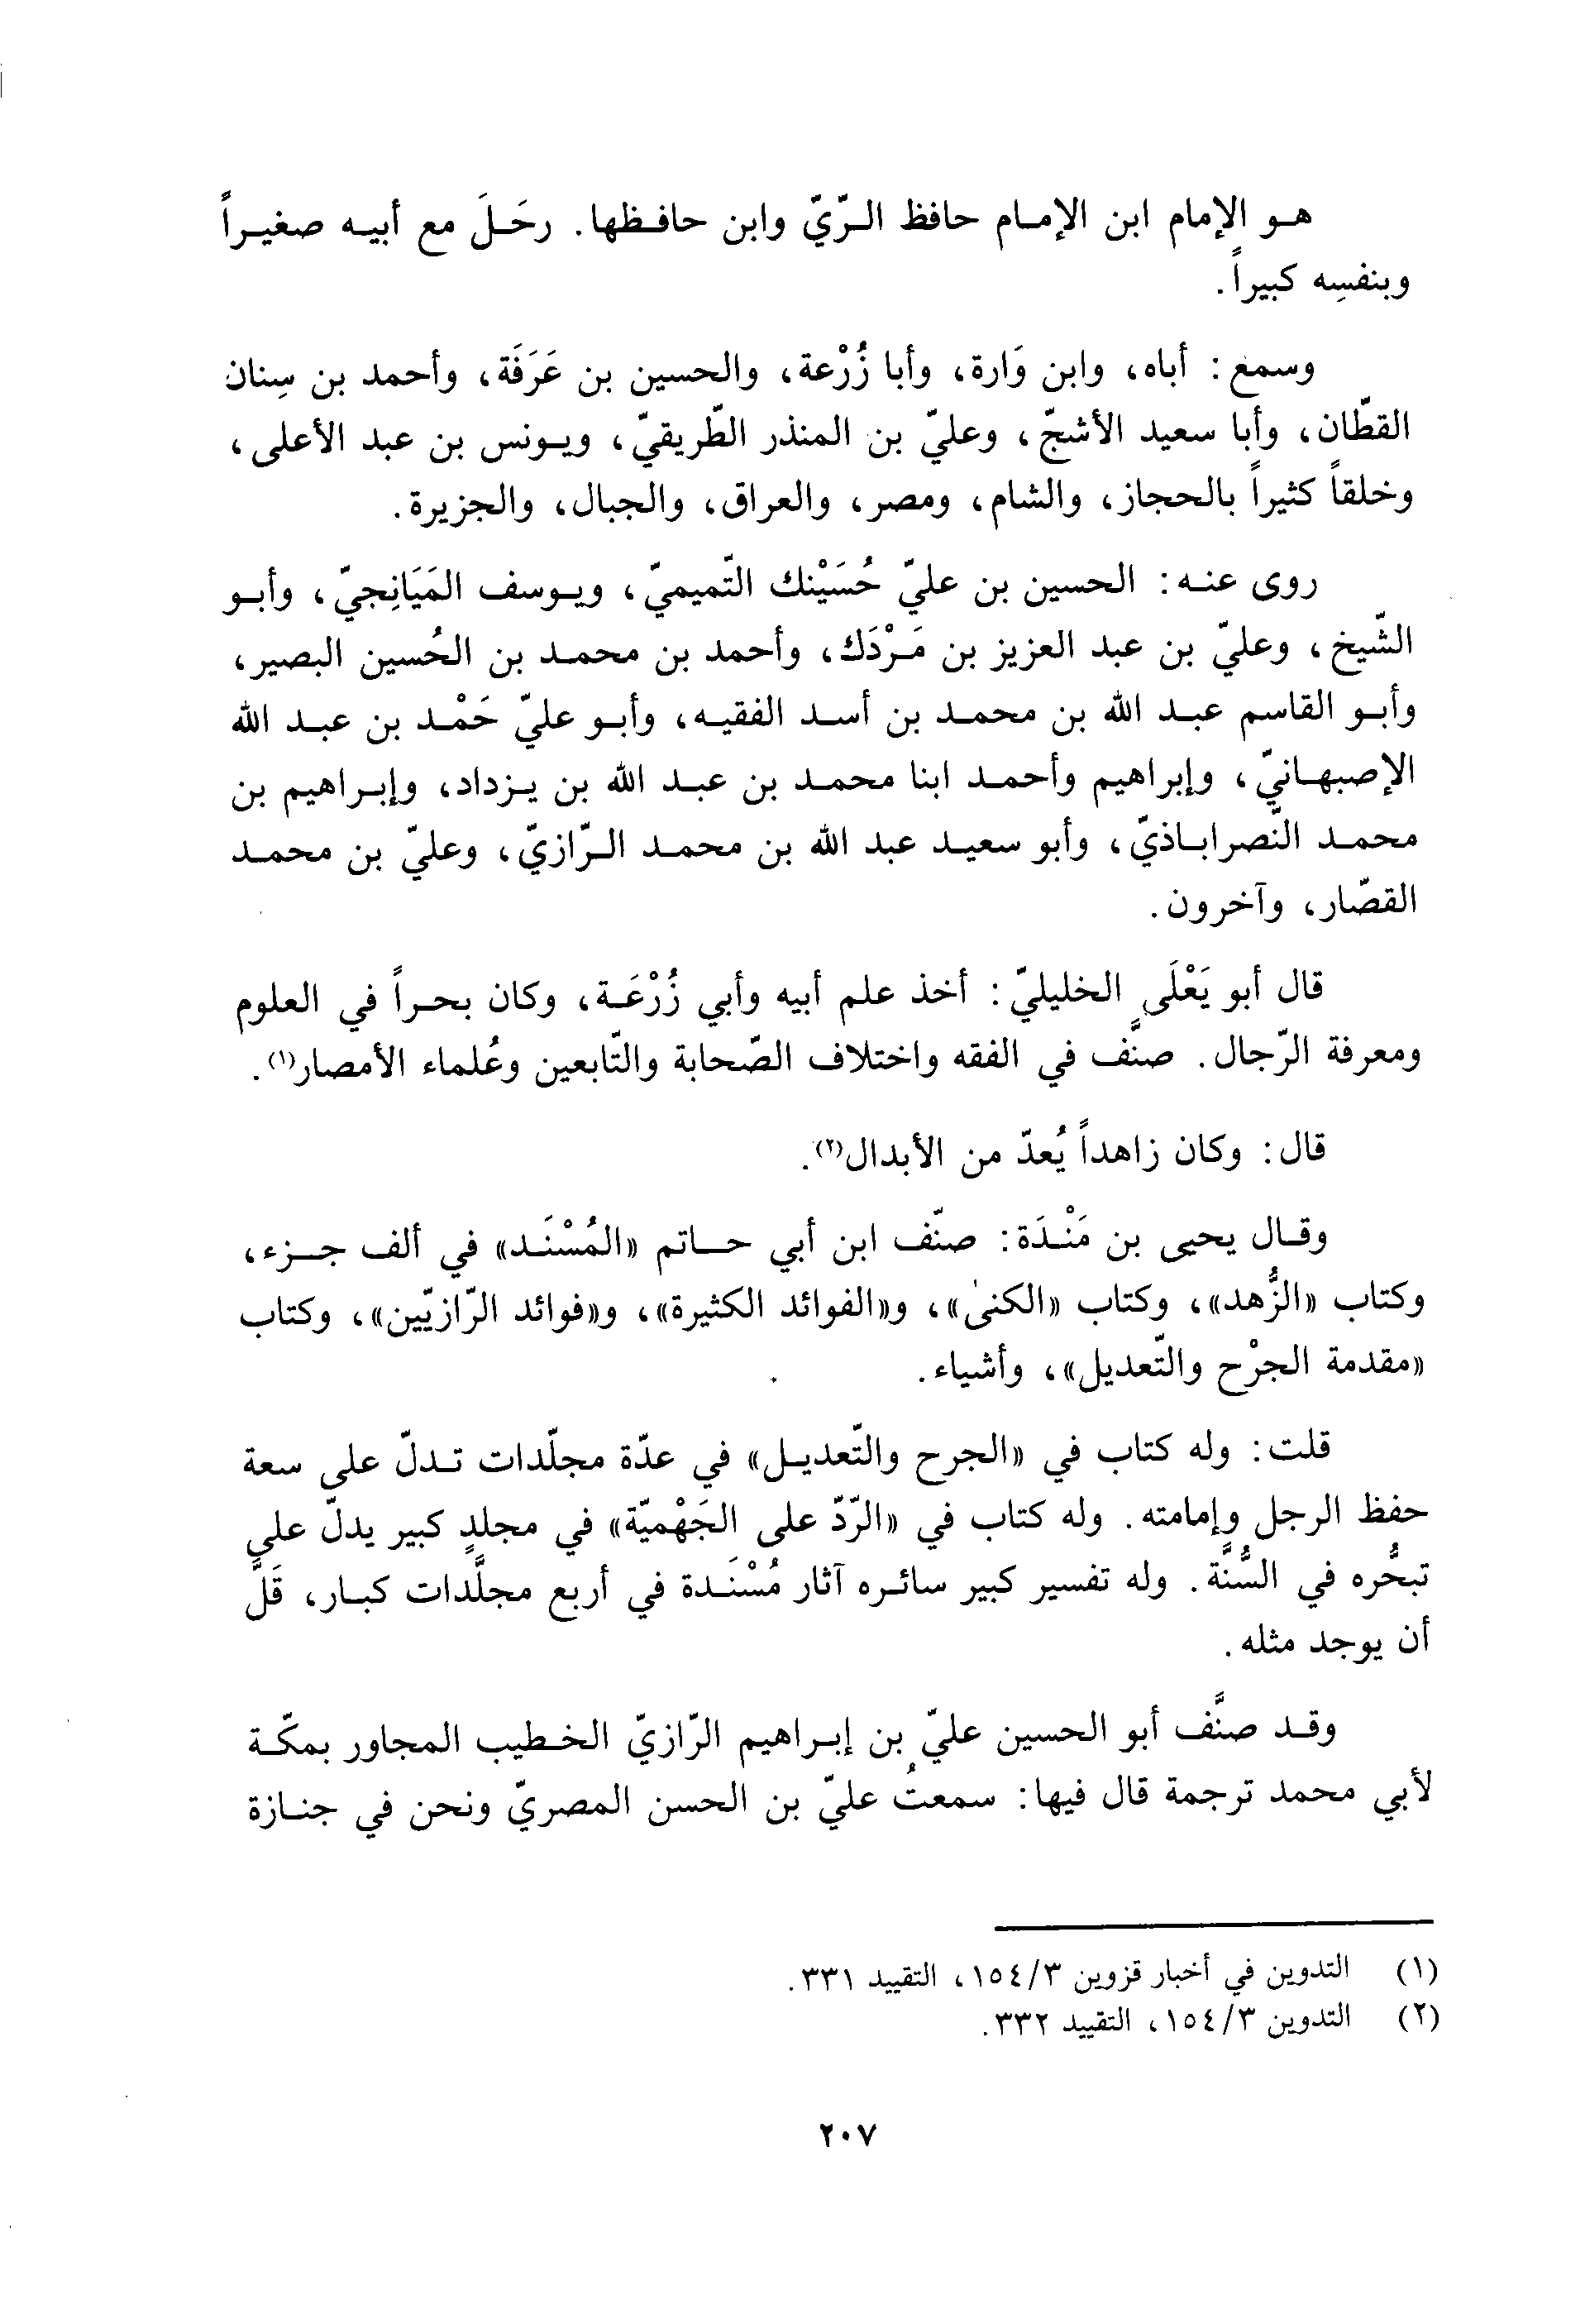 هو الإمام ابن الإمام حافظ الرّيّ وابن حافظها. رحَلَ مع أبيه صغيراً
وبنفسِه كبيراً.
وسمع: أباه، وابن وَارة، وأبا زُرْعة، والحسين بن عَرَفَة، وأحمد بن سِنان
القطّان، وأبا سعيد الأشجّ، وعليّ بن المنذر الطّريقيّ، ويونس بن عبد الأعلى،
وخلقاً كثيراً بالحجاز، والشام، ومصر، والعراق، والجبال، والجزيرة.
روى عنه: الحسين بن عليّ حُسَيْنك التّميميّ، ويوسف المَيَانِجيّ، وأبو
الشّيخ، وعليّ بن عبد العزيز بن مَرْدَك، وأحمد بن محمد بن الحُسين البصير،
وأبو القاسم عبد الله بن محمد بن أسد الفقيه، وأبو عليّ حَمْد بن عبد الله
الإصبهانيّ، وإبراهيم وأحمد ابنا محمد بن عبد الله بن يزداد، وإبراهيم بن
محمد النّصراباذيّ، وأبو سعيد عبد الله بن محمد الرّازيّ، وعليّ بن محمد
القصّار، وآخرون.
قال أبو يَعْلَى الخليليّ: أخذ علم أبيه وأبي زُرْعَة، وكان بحراً في العلوم
ومعرفة الرّجال. صنَّف في الفقه واختلاف الصّحابة والتّابعين وعُلماء الأمصار(١).
قال: وكان زاهداً يُعدّ من الأبدال(٢).
وقال يحيى بن مَنْدَة: صنّف ابن أبي حاتم «المُسْنَد» في ألف جزء،
وكتاب «الزُّهد»، وكتاب «الكنىٰ»، و«الفوائد الكثيرة»، و«فوائد الرّازيّين»، وكتاب
«مقدمة الجرْح والتّعديل»، وأشياء.
قلت: وله كتاب في «الجرح والتّعديل» في عدّة مجلّدات تدلّ على سعة
حفظ الرجل وإمامته. وله كتاب في «الرّدّ على الجَهْميّة» في مجلدٍ كبير يدلّ على
تبحُّره في السُّنَّة. وله تفسير كبير سائره آثار مُسْنَدة في أربع مجلَّدات كبار، قَلَّ
أن يوجد مثله.
وقد صنَّف أبو الحسين عليّ بن إبراهيم الرّازيّ الخطيب المجاور بمكّة
لأبي محمد ترجمة قال فيها: سمعتُ عليّ بن الحسن المصريّ ونحن في جنازة
(١) التدوين في أخبار قزوين ١٥٤/٣، التقييد ٣٣١.
(٢) التدوين ١٥٤/٣، التقييد ٣٣٢.
٢٠٧